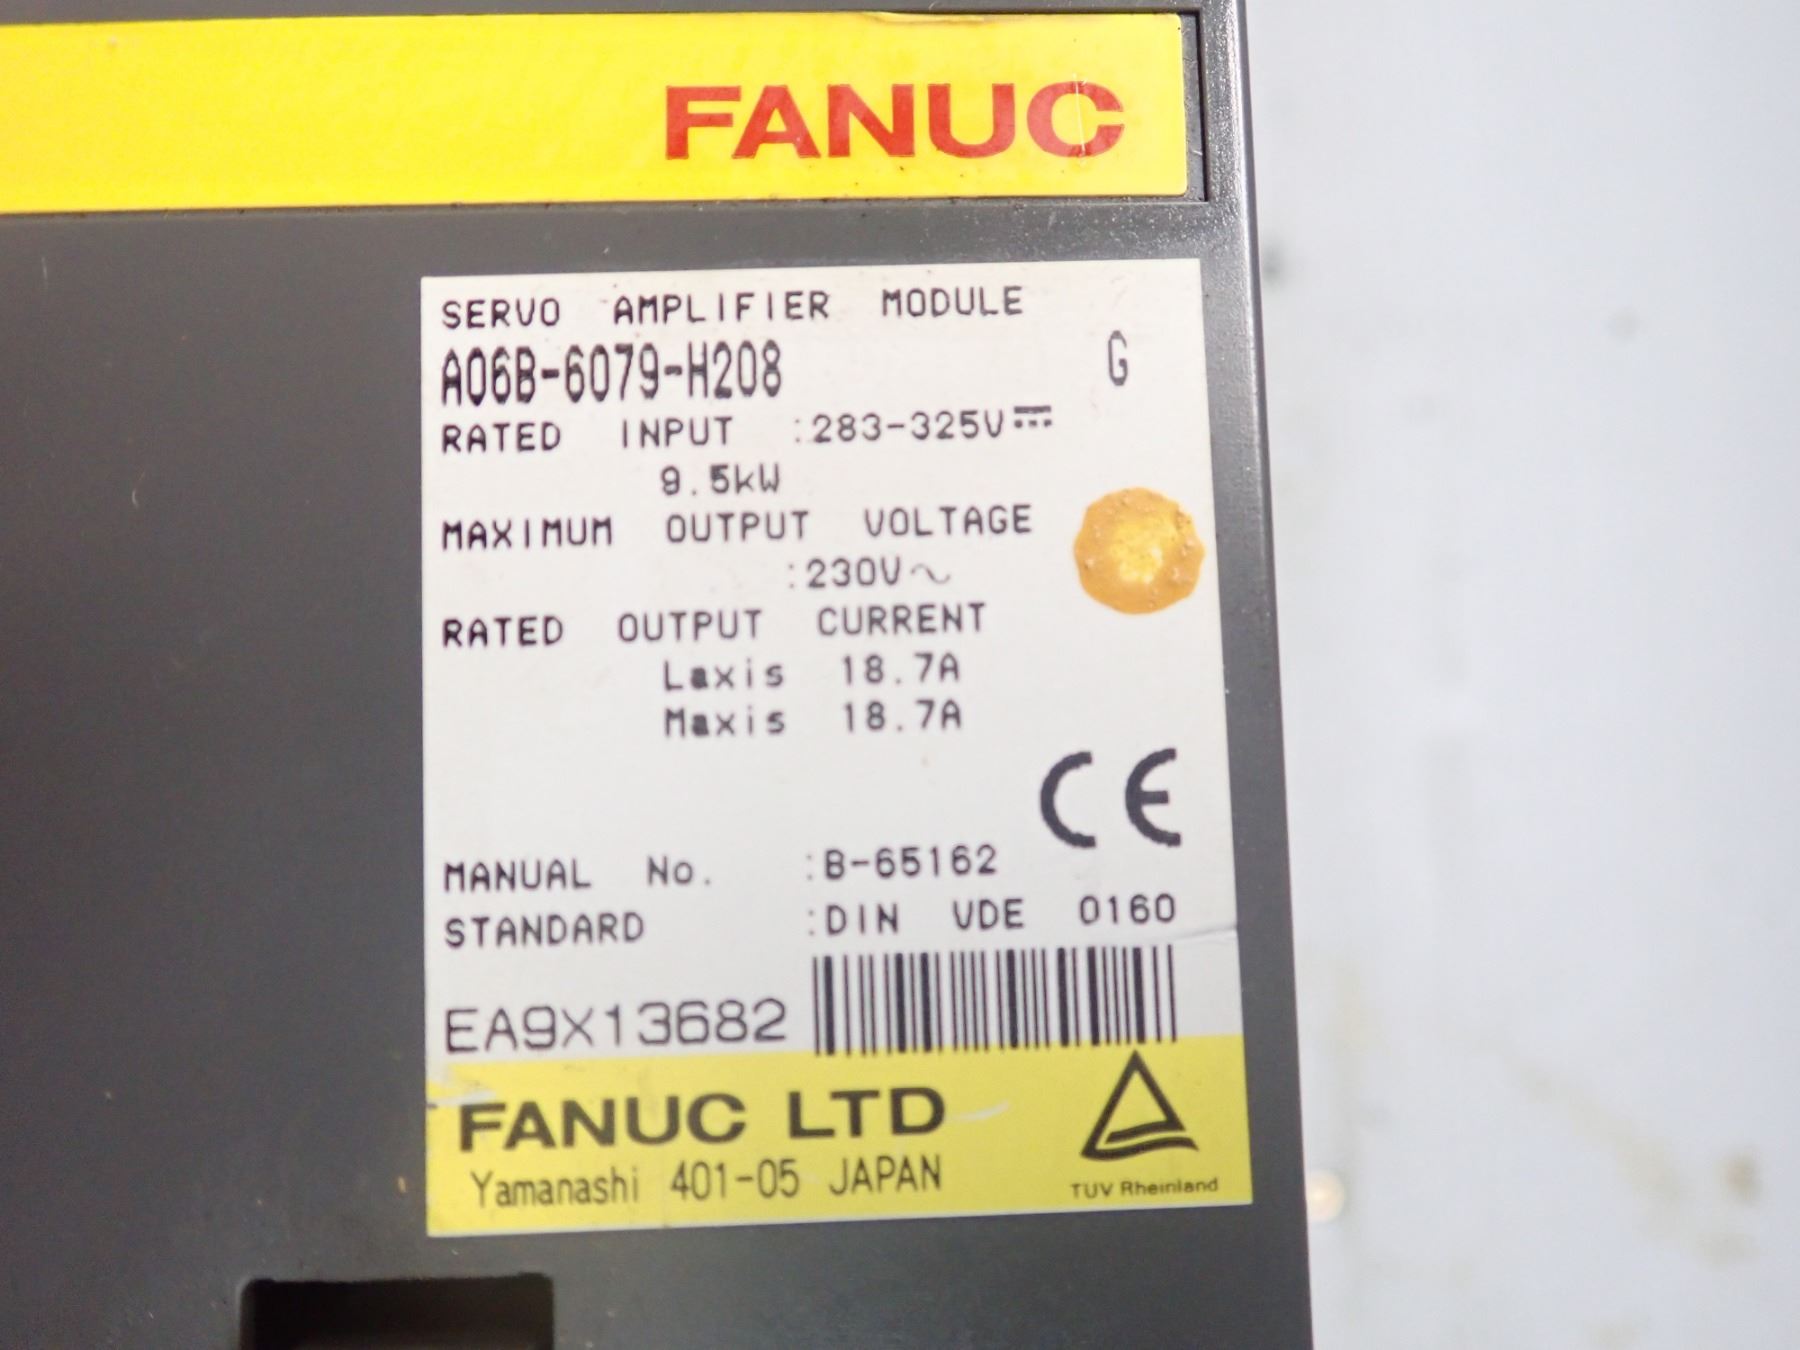 FANUC
SERVO AMPLIFIER MODULE
A06B-6079-H208 G
RATED INPUT :283-325V⎓
9.5kW
MAXIMUM OUTPUT VOLTAGE
:230V~
RATED OUTPUT CURRENT
Laxis 18.7A
Maxis 18.7A
CE
MANUAL No. :B-65162
STANDARD :DIN VDE 0160
EA9X13682
FANUC LTD
Yamanashi 401-05 JAPAN
TUV Rheinland